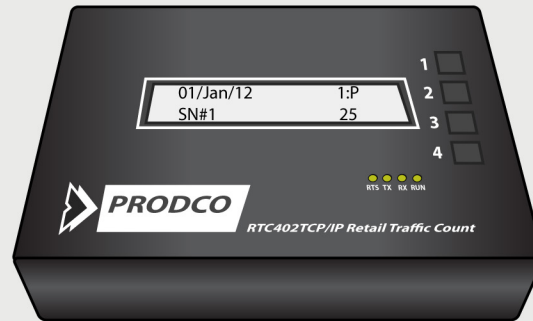 01/Jan/12 1:P
SN#1 25
1
2
3
4
RTS TX RX RUN
PRODCO
RTC402TCP/IP Retail Traffic Count